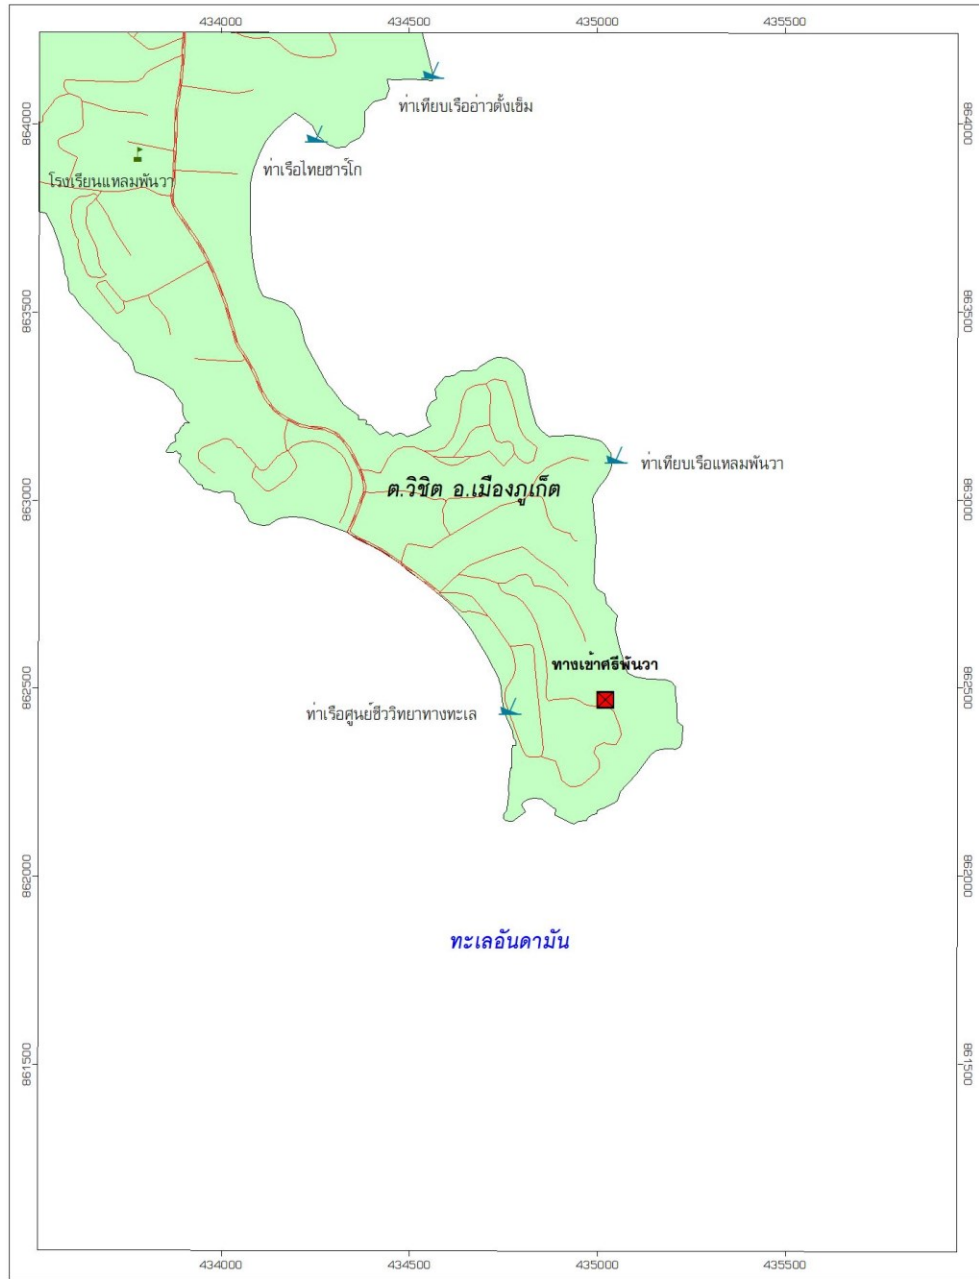 434000 434500 435000 435500
ท่าเทียบเรืออ่าวตั้งเข็ม
864000 864000
ท่าเรือไทยชาร์โก
โรงเรียนแหลมพันวา
863500 863500
ท่าเทียบเรือแหลมพันวา
ต.วิชิต อ.เมืองภูเก็ต
863000 863000
ทางเข้าศรีพันวา
862500 862500
ท่าเรือศูนย์ชีววิทยาทางทะเล
862000 862000
ทะเลอันดามัน
861500 861500
434000 434500 435000 435500